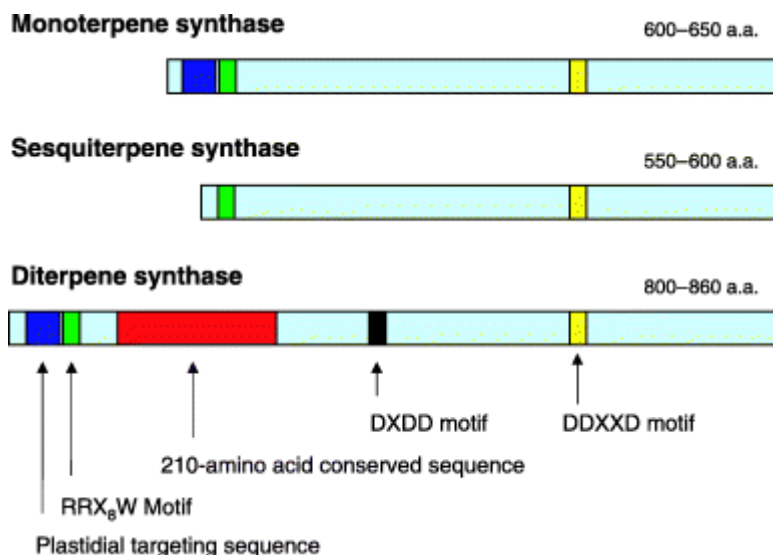 Monoterpene synthase
600–650 a.a.
Sesquiterpene synthase
550–600 a.a.
Diterpene synthase
800–860 a.a.
DXDD motif
DDXXD motif
210-amino acid conserved sequence
RRX₈W Motif
Plastidial targeting sequence